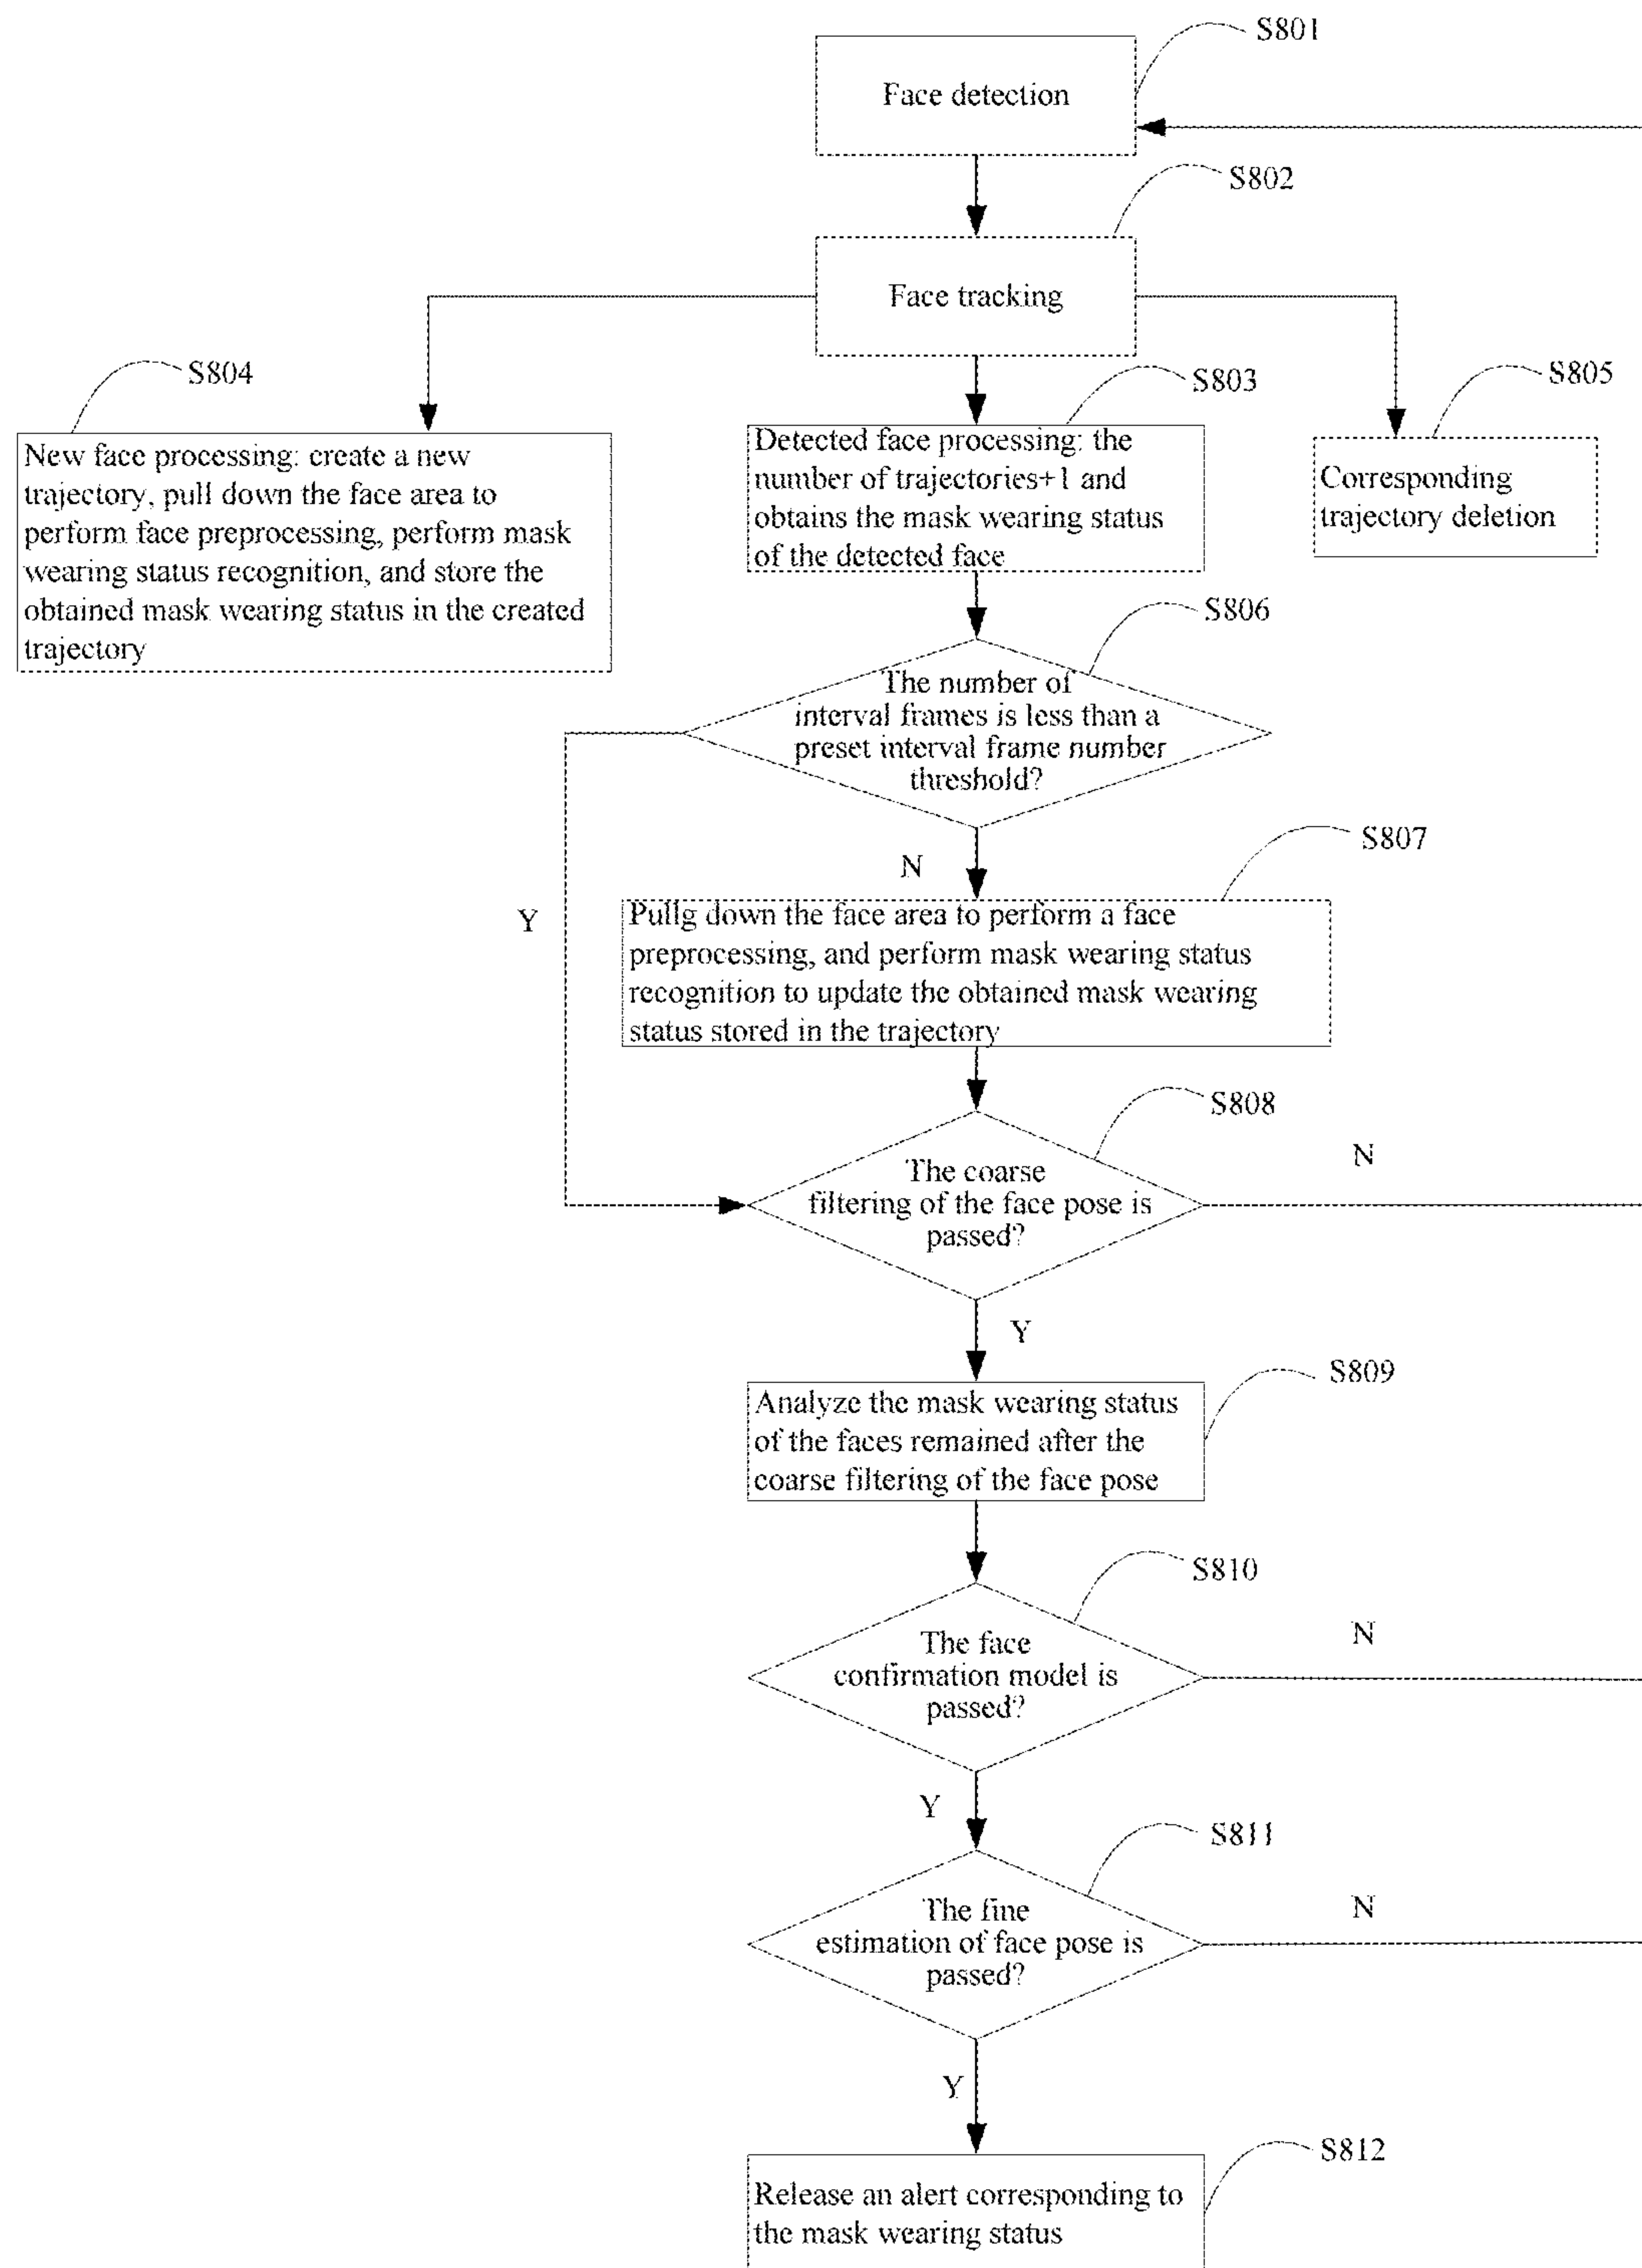 S801
Face detection
S802
Face tracking
S804
New face processing: create a new
trajectory, pull down the face area to
perform face preprocessing, perform mask
wearing status recognition, and store the
obtained mask wearing status in the created
trajectory
S803
Detected face processing: the
number of trajectories+1 and
obtains the mask wearing status
of the detected face
S805
Corresponding
trajectory deletion
S806
The number of
interval frames is less than a
preset interval frame number
threshold?
Y
N
S807
Pullg down the face area to perform a face
preprocessing, and perform mask wearing status
recognition to update the obtained mask wearing
status stored in the trajectory
S808
The coarse
filtering of the face pose is
passed?
N
Y
S809
Analyze the mask wearing status
of the faces remained after the
coarse filtering of the face pose
S810
The face
confirmation model is
passed?
N
Y
S811
The fine
estimation of face pose is
passed?
N
Y
S812
Release an alert corresponding to
the mask wearing status